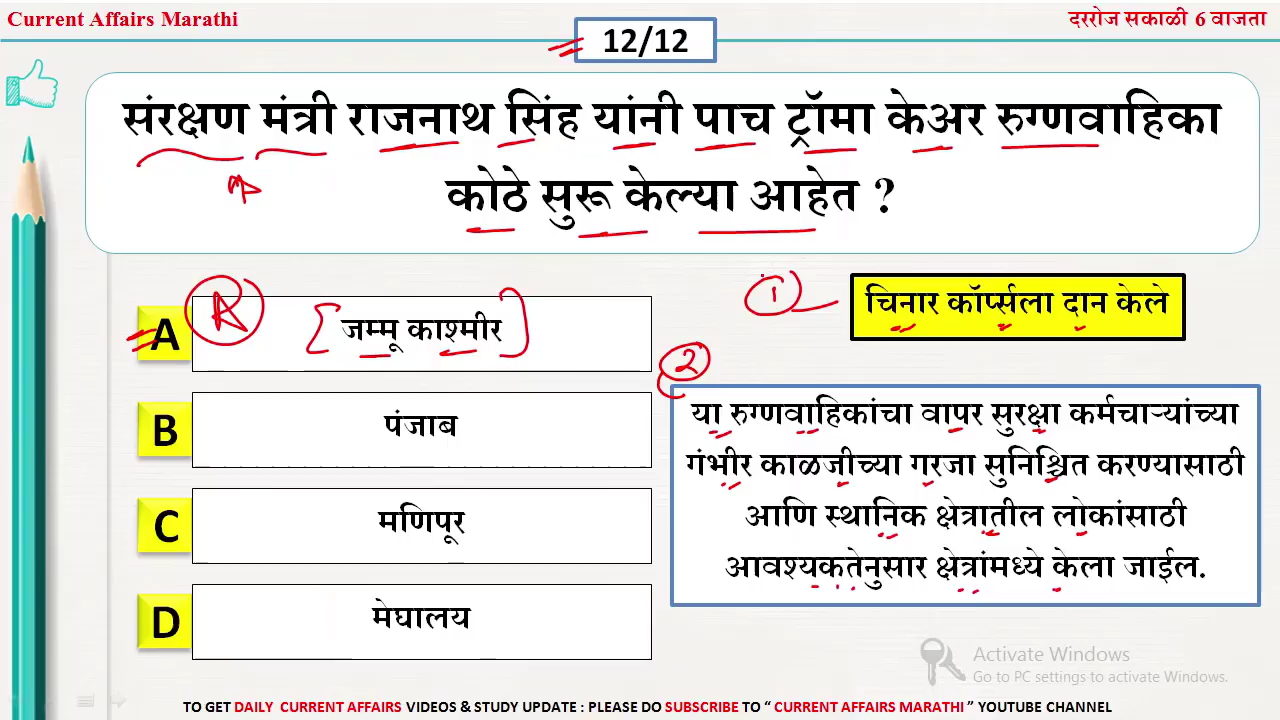 Current Affairs Marathi
दररोज सकाळी 6 वाजता
12/12
संरक्षण मंत्री राजनाथ सिंह यांनी पाच ट्रॉमा केअर रुग्णवाहिका
कोठे सुरू केल्या आहेत ?
A
A
जम्मू काश्मीर
1
चिनार कॉर्प्सला दान केले
2
B
पंजाब
या रुग्णवाहिकांचा वापर सुरक्षा कर्मचाऱ्यांच्या
गंभीर काळजीच्या गरजा सुनिश्चित करण्यासाठी
C
मणिपूर
आणि स्थानिक क्षेत्रातील लोकांसाठी
आवश्यकतेनुसार क्षेत्रांमध्ये केला जाईल.
D
मेघालय
Activate Windows
Go to PC settings to activate Windows.
TO GET DAILY CURRENT AFFAIRS VIDEOS & STUDY UPDATE : PLEASE DO SUBSCRIBE TO “ CURRENT AFFAIRS MARATHI ” YOUTUBE CHANNEL